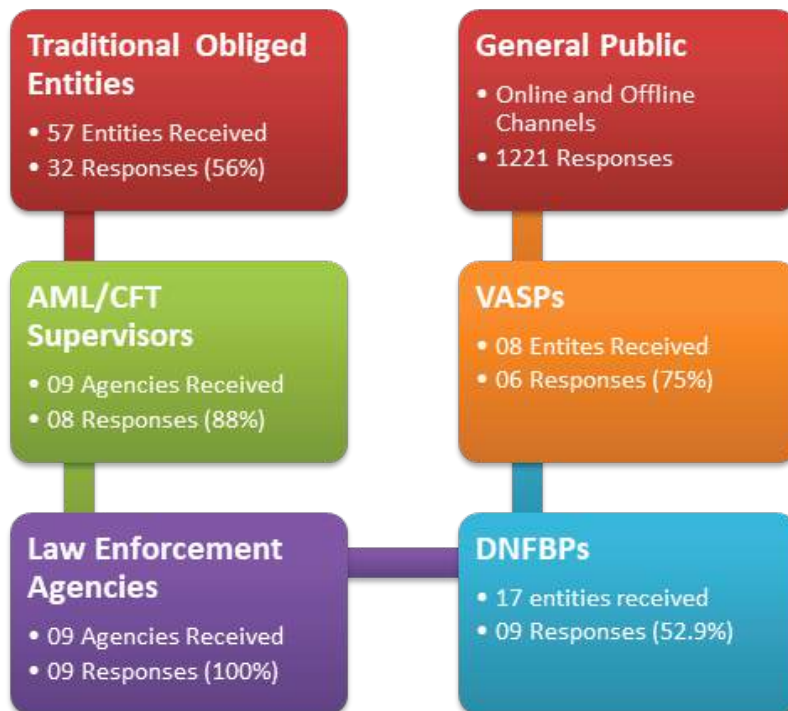 Traditional Obliged
Entities
• 57 Entities Received
• 32 Responses (56%)
AML/CFT
Supervisors
• 09 Agencies Received
• 08 Responses (88%)
Law Enforcement
Agencies
• 09 Agencies Received
• 09 Responses (100%)
DNFBPs
• 17 entities received
• 09 Responses (52.9%)
VASPs
• 08 Entites Received
• 06 Responses (75%)
General Public
• Online and Offline
Channels
• 1221 Responses